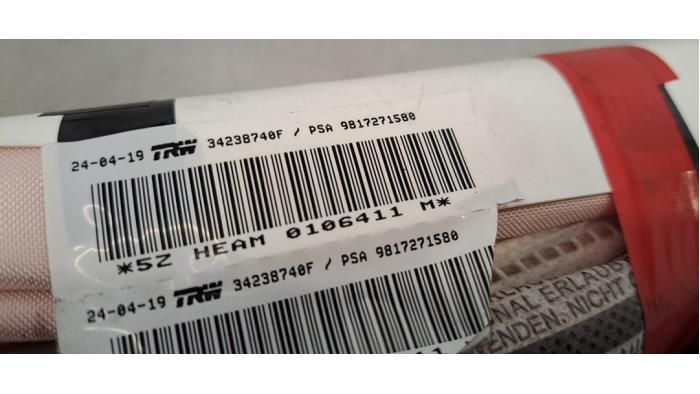 24-04-19 TRW 34238740F / PSA 9817271580
*5Z HEAM 0106411 M*
24-04-19 TRW 34238740F / PSA 9817271580
NAL ERLAUB
ENDEN. NICHT